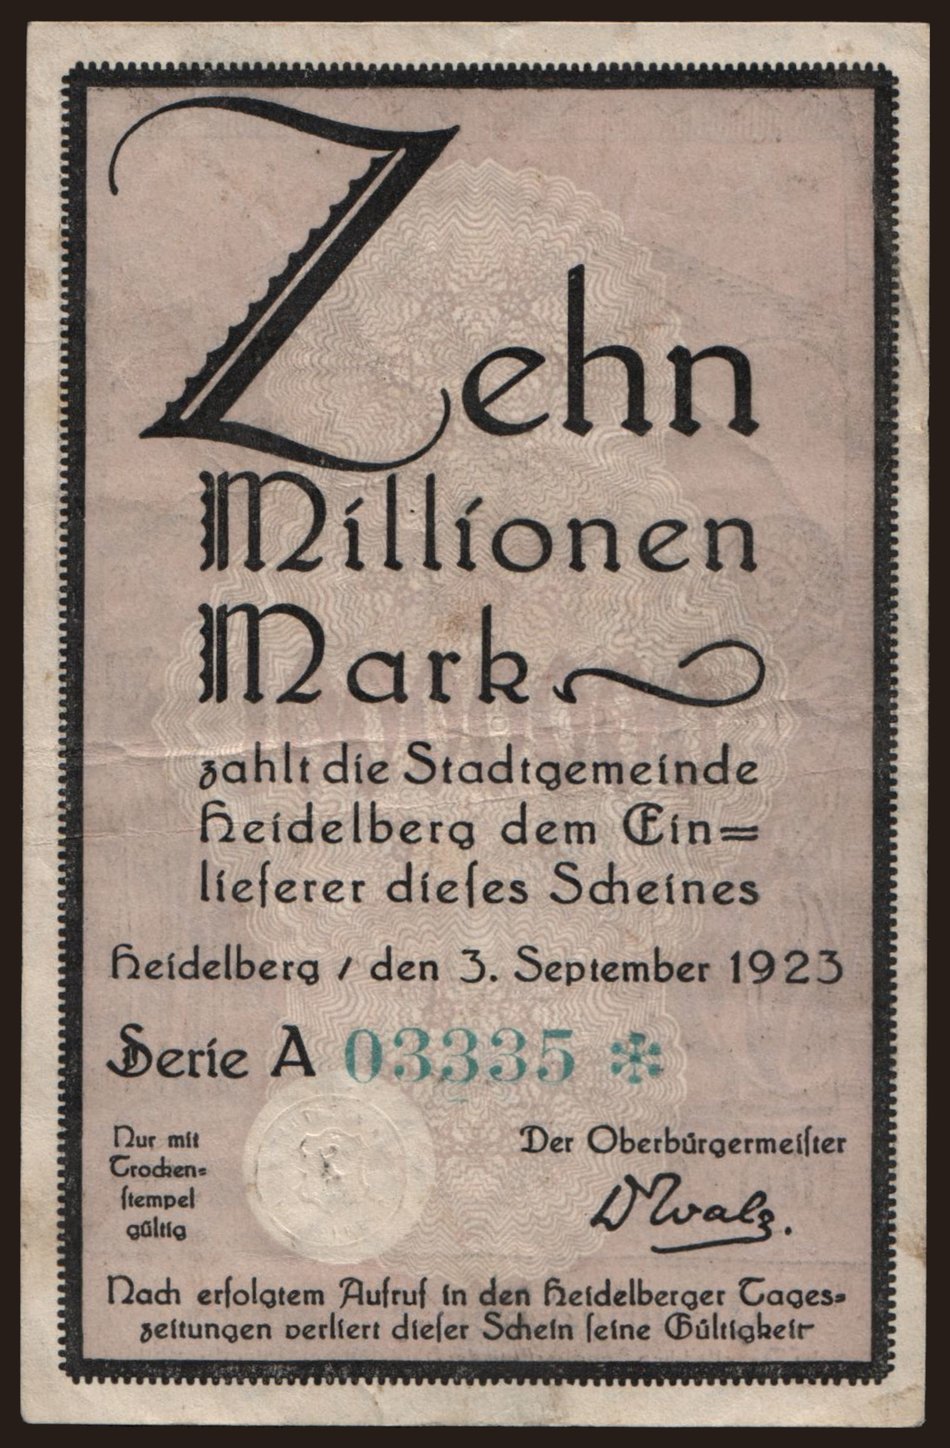 Zehn
Millionen
Mark
zahlt die Stadtgemeinde
Heidelberg dem Ein=
lieferer dieſes Scheines
Heidelberg / den 3. September 1923
Serie A 03335 *
Nur mit
Trocken=
ſtempel
gültig
Der Oberbürgermeiſter
Dr Walz.
Nach erfolgtem Aufruf in den Heidelberger Tages=
zeitungen verliert dieſer Schein ſeine Gültigkeit